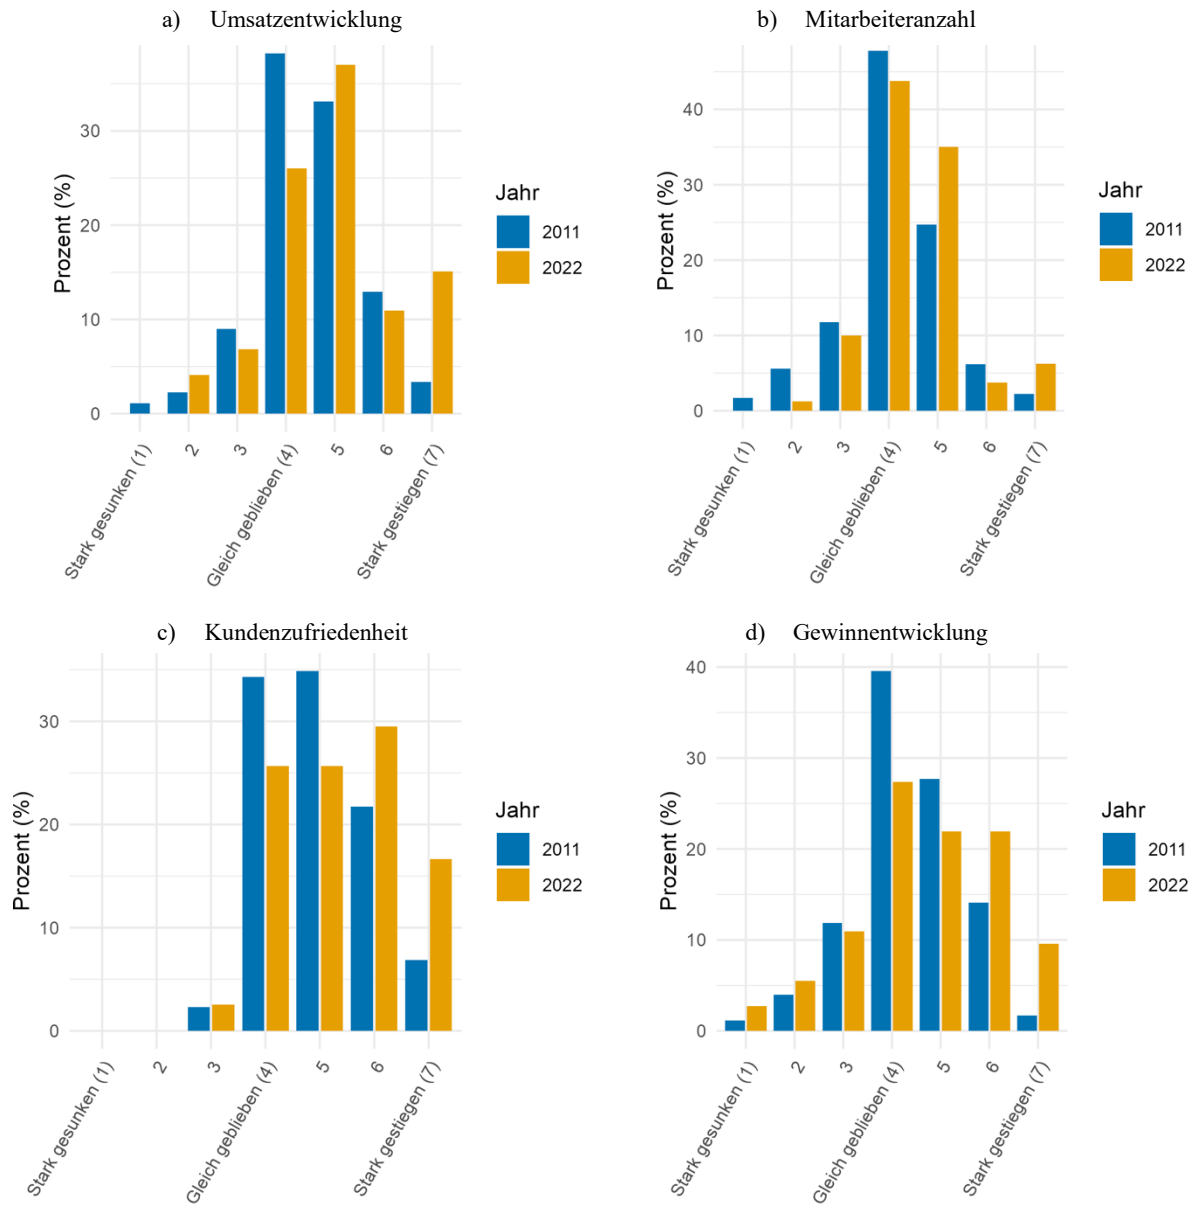 a) Umsatzentwicklung
Prozent (%)
30
20
10
0
Stark gesunken (1)
2
3
Gleich geblieben (4)
5
6
Stark gestiegen (7)
Jahr
2011
2022
b) Mitarbeiteranzahl
Prozent (%)
40
30
20
10
0
Stark gesunken (1)
2
3
Gleich geblieben (4)
5
6
Stark gestiegen (7)
Jahr
2011
2022
c) Kundenzufriedenheit
Prozent (%)
30
20
10
0
Stark gesunken (1)
2
3
Gleich geblieben (4)
5
6
Stark gestiegen (7)
Jahr
2011
2022
d) Gewinnentwicklung
Prozent (%)
40
30
20
10
0
Stark gesunken (1)
2
3
Gleich geblieben (4)
5
6
Stark gestiegen (7)
Jahr
2011
2022